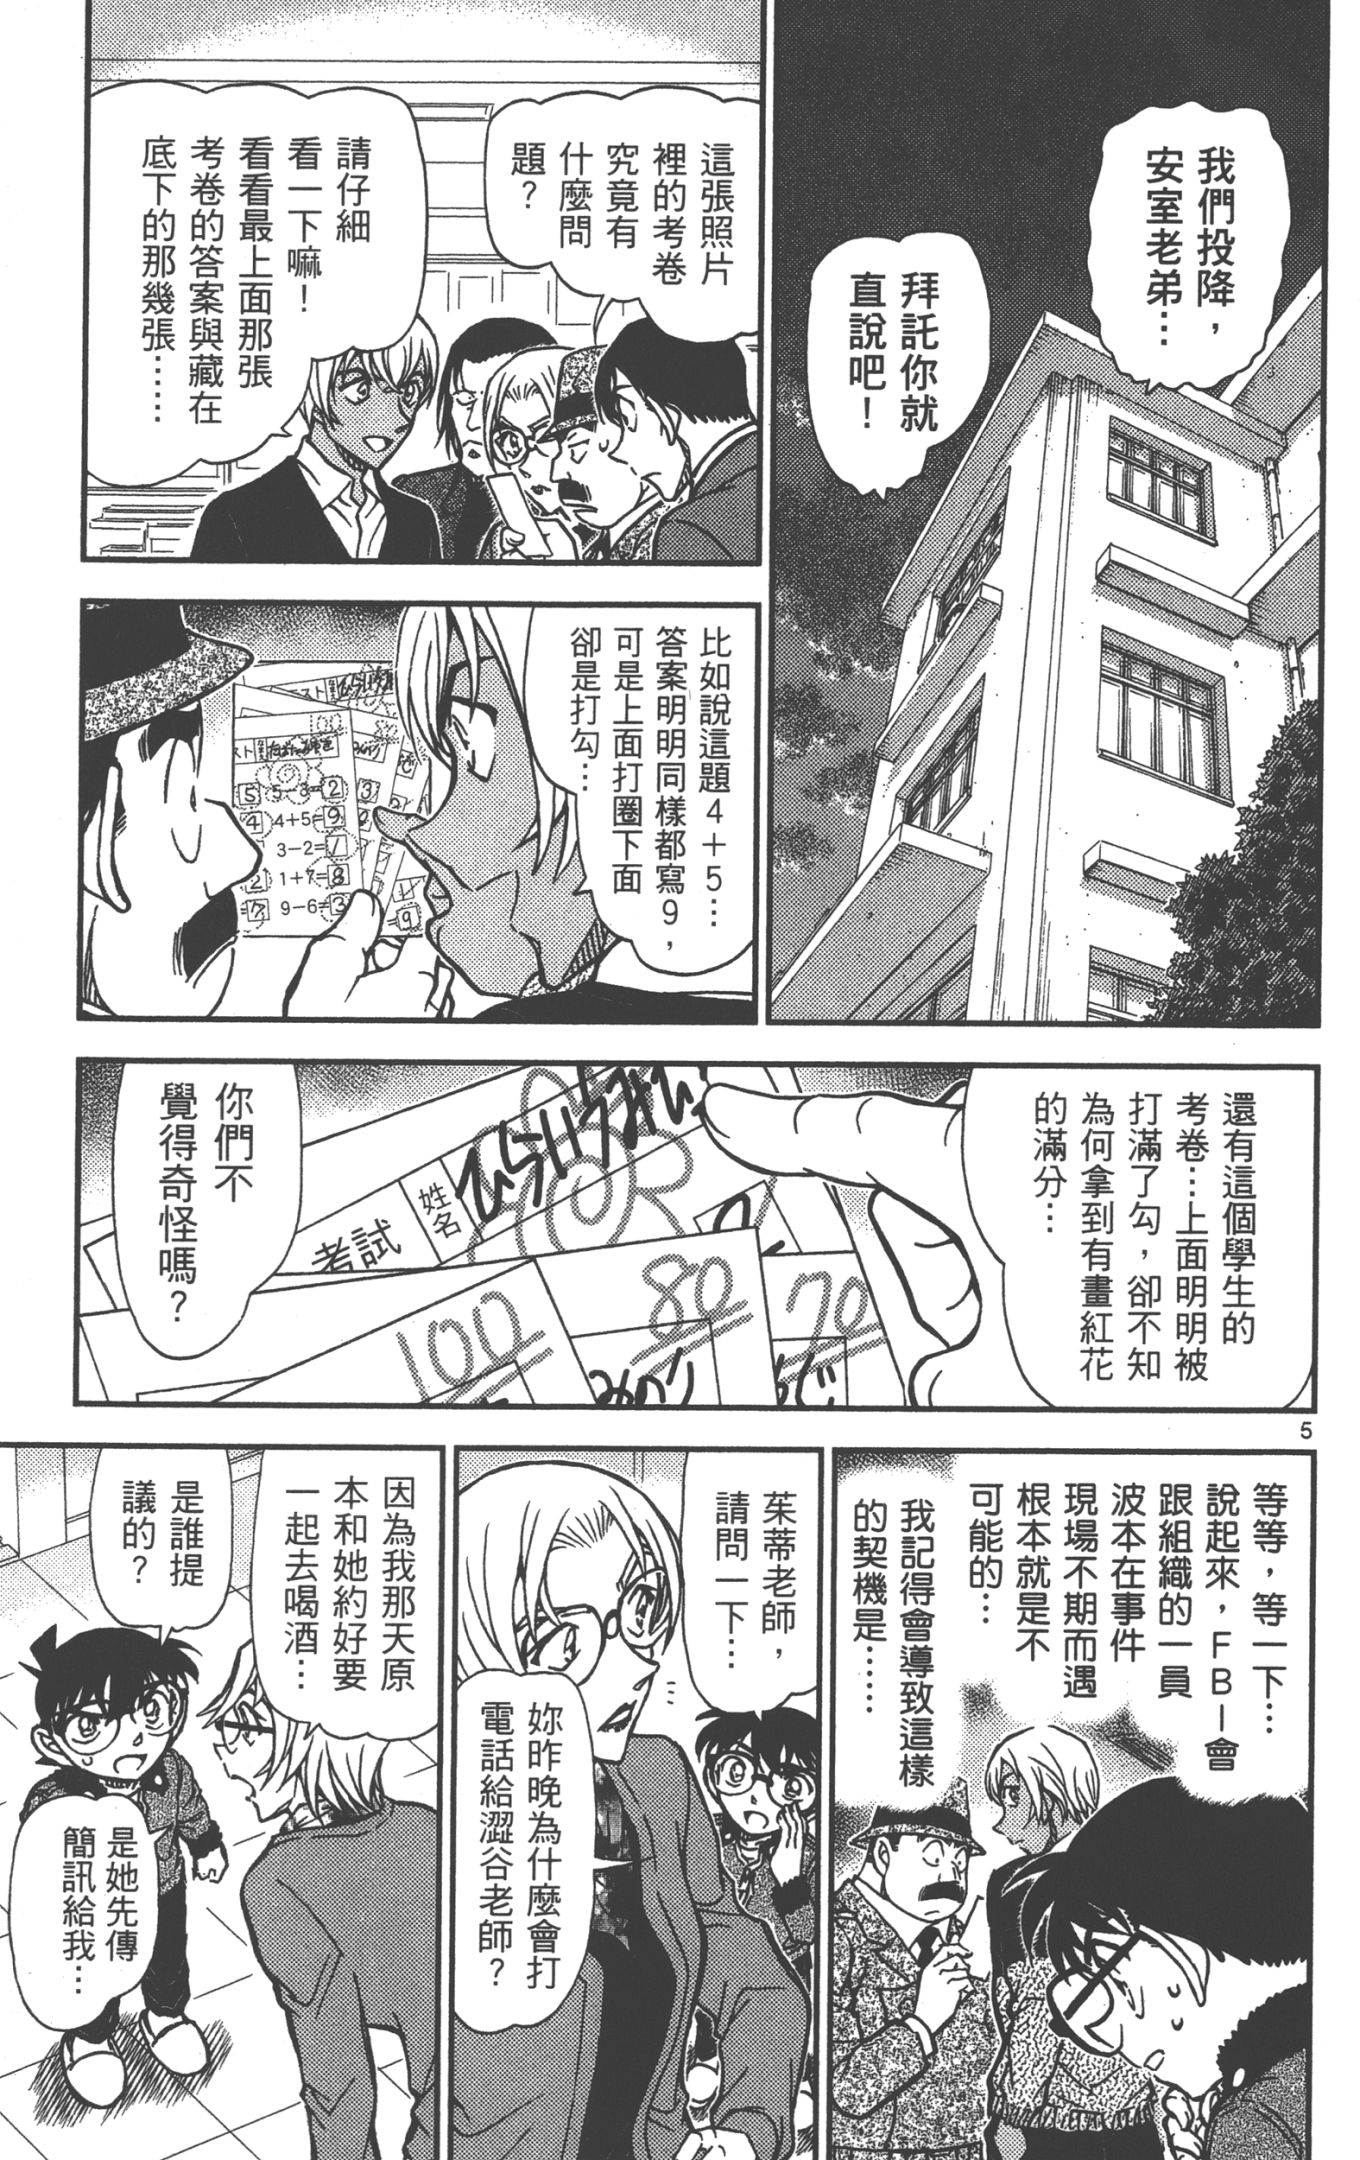 我們投降，
安室老弟…
拜託你就
直說吧！
這張照片
裡的考卷
究竟有
什麼問
題？
請仔細
看一下嘛！
看看最上面那張
考卷的答案與藏在
底下的那幾張……
比如說這題4＋5…
答案明明同樣都寫9，
可是上面打圈下面
卻是打勾…
100
5
5−3=2
3
4
4+5=9
3−2=1
2
1+7=8
7
9−6=3
=9
還有這個學生的
考卷…上面明明被
打滿了勾，卻不知
為何拿到有畫紅花
的滿分…
考試
姓名
100
80
70
みのり
你們不
覺得奇怪嗎？
5
等等，等一下…
說起來，FBI會
跟組織的一員
波本在事件
現場不期而遇
根本就是不
可能的…
我記得會導致這樣
的契機是……
茱蒂老師，
請問一下…
妳昨晚為什麼會打
電話給澀谷老師？
因為我那天原
本和她約好要
一起去喝酒…
是誰提
議的？
是她先傳
簡訊給我…